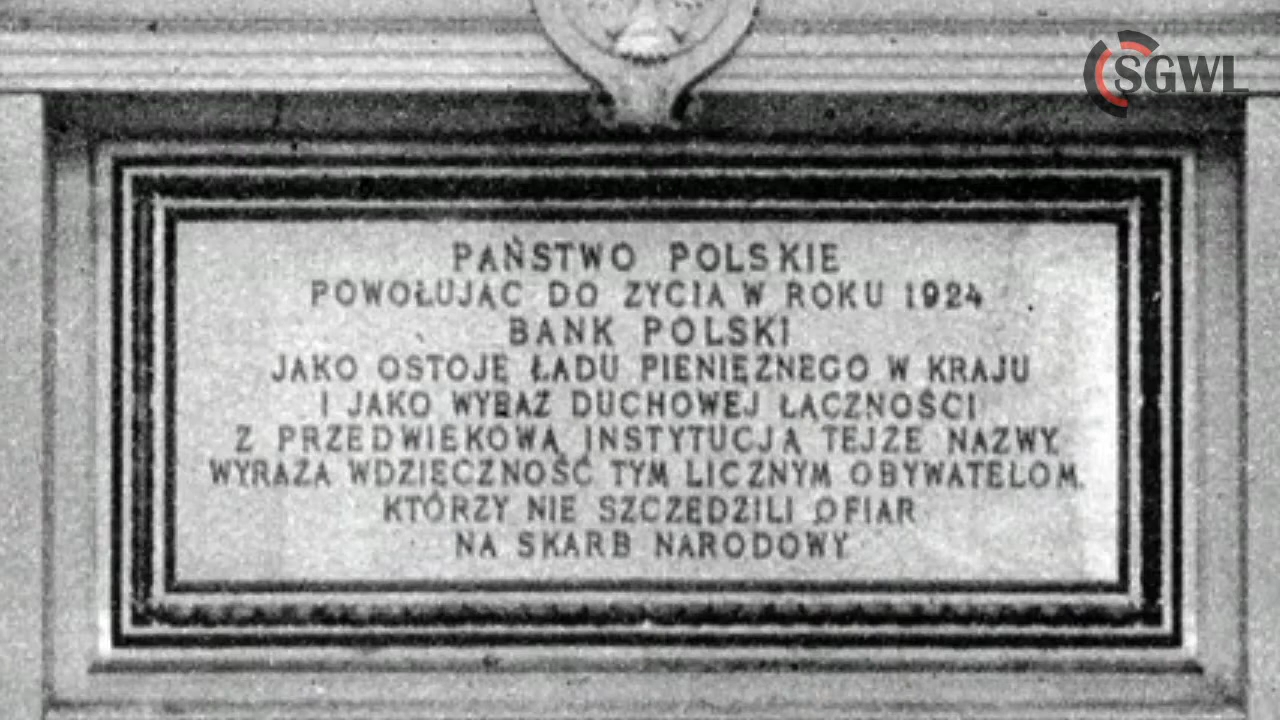 SGWL
PAŃSTWO POLSKIE
POWOŁUJĄC DO ŻYCIA W ROKU 1924
BANK POLSKI
JAKO OSTOJĘ ŁADU PIENIĘŻNEGO W KRAJU
I JAKO WYRAZ DUCHOWEJ ŁĄCZNOŚCI
Z PRZEDWIEKOWĄ INSTYTUCJĄ TEJŻE NAZWY,
WYRAŻA WDZIĘCZNOŚĆ TYM LICZNYM OBYWATELOM,
KTÓRZY NIE SZCZĘDZILI OFIAR
NA SKARB NARODOWY